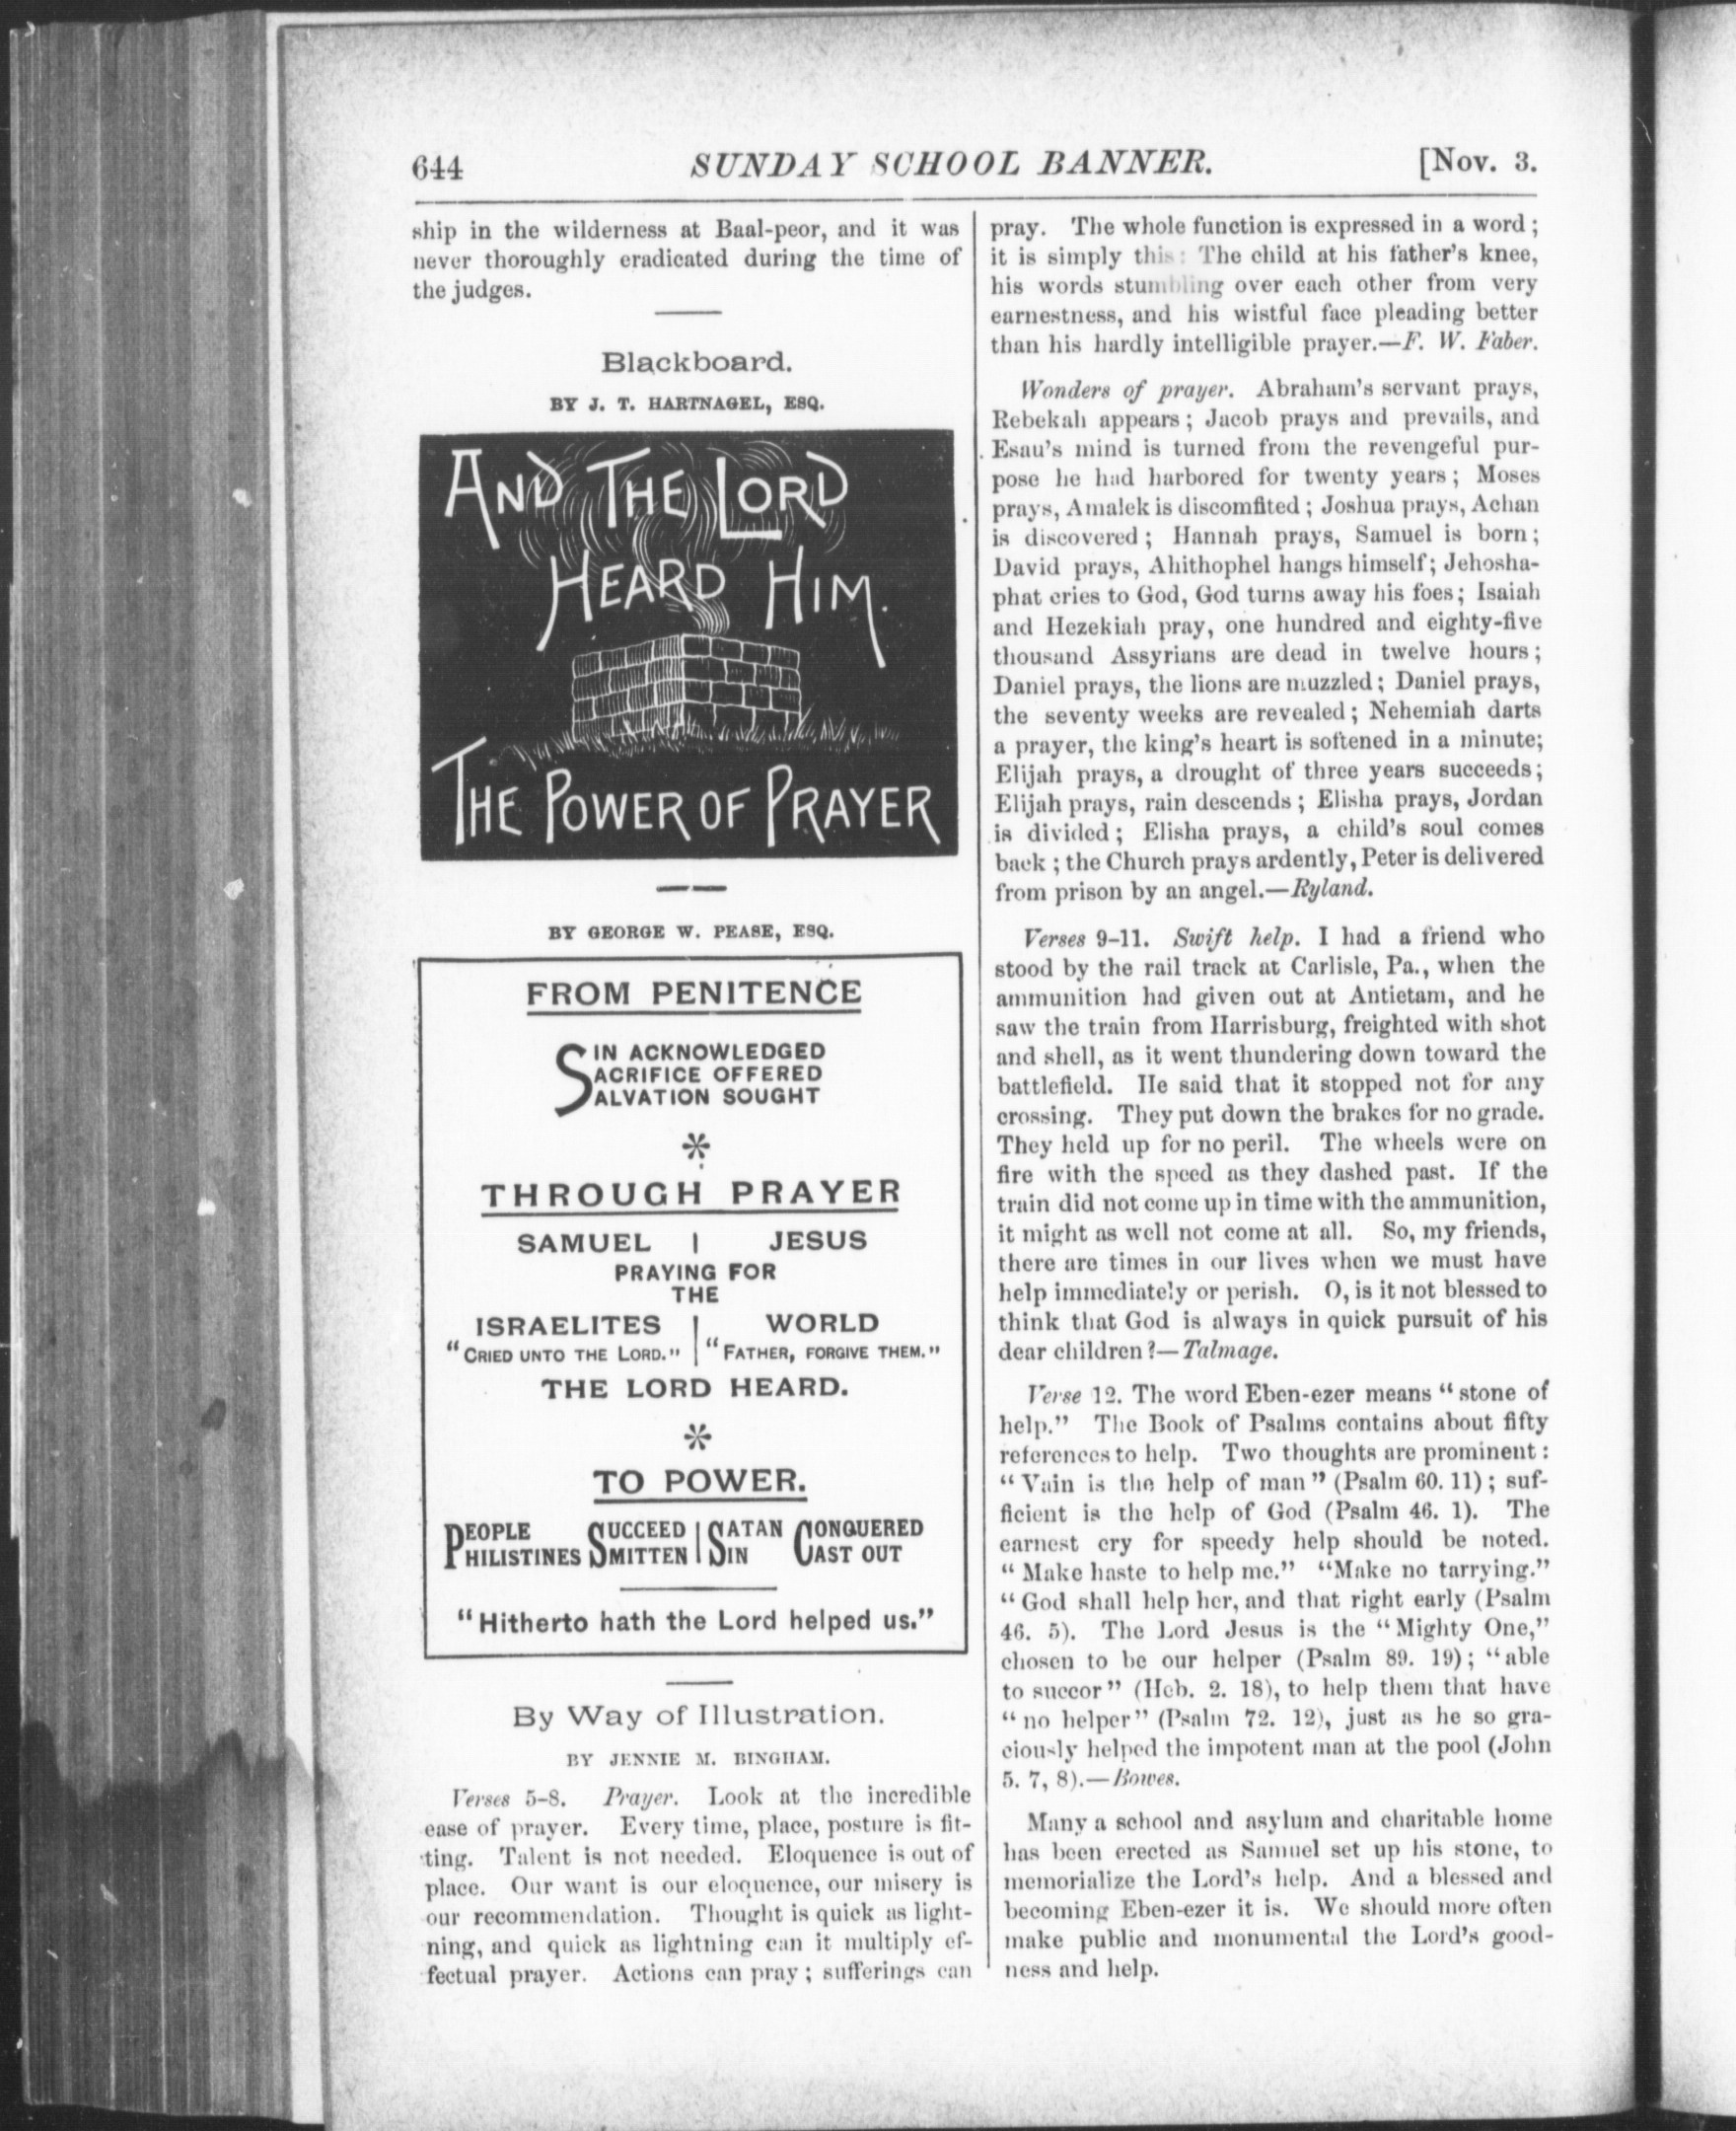 644
SUNDAY SCHOOL BANNER.
[Nov. 3.
ship in the wilderness at Baal-peor, and it was
never thoroughly eradicated during the time of
the judges.
Blackboard.
BY J. T. HARTNAGEL, ESQ.
AND THE LORD
HEARD HIM.
THE POWER OF PRAYER
BY GEORGE W. PEASE, ESQ.
FROM PENITENCE
SIN ACKNOWLEDGED
SACRIFICE OFFERED
SALVATION SOUGHT
*
THROUGH PRAYER
SAMUEL | JESUS
PRAYING FOR
THE
ISRAELITES | WORLD
"CRIED UNTO THE LORD." | "FATHER, FORGIVE THEM."
THE LORD HEARD.
*
TO POWER.
PEOPLE SUCCEED | SATAN CONQUERED
PHILISTINES SMITTEN | SIN CAST OUT
"Hitherto hath the Lord helped us."
By Way of Illustration.
BY JENNIE M. BINGHAM.
Verses 5-8. Prayer. Look at the incredible
ease of prayer. Every time, place, posture is fit-
ting. Talent is not needed. Eloquence is out of
place. Our want is our eloquence, our misery is
our recommendation. Thought is quick as light-
ning, and quick as lightning can it multiply ef-
fectual prayer. Actions can pray; sufferings can
pray. The whole function is expressed in a word;
it is simply this: The child at his father's knee,
his words stumbling over each other from very
earnestness, and his wistful face pleading better
than his hardly intelligible prayer.—F. W. Faber.
Wonders of prayer. Abraham's servant prays,
Rebekah appears; Jacob prays and prevails, and
Esau's mind is turned from the revengeful pur-
pose he had harbored for twenty years; Moses
prays, Amalek is discomfited; Joshua prays, Achan
is discovered; Hannah prays, Samuel is born;
David prays, Ahithophel hangs himself; Jehosha-
phat cries to God, God turns away his foes; Isaiah
and Hezekiah pray, one hundred and eighty-five
thousand Assyrians are dead in twelve hours;
Daniel prays, the lions are muzzled; Daniel prays,
the seventy weeks are revealed; Nehemiah darts
a prayer, the king's heart is softened in a minute;
Elijah prays, a drought of three years succeeds;
Elijah prays, rain descends; Elisha prays, Jordan
is divided; Elisha prays, a child's soul comes
back; the Church prays ardently, Peter is delivered
from prison by an angel.—Ryland.
Verses 9-11. Swift help. I had a friend who
stood by the rail track at Carlisle, Pa., when the
ammunition had given out at Antietam, and he
saw the train from Harrisburg, freighted with shot
and shell, as it went thundering down toward the
battlefield. He said that it stopped not for any
crossing. They put down the brakes for no grade.
They held up for no peril. The wheels were on
fire with the speed as they dashed past. If the
train did not come up in time with the ammunition,
it might as well not come at all. So, my friends,
there are times in our lives when we must have
help immediately or perish. O, is it not blessed to
think that God is always in quick pursuit of his
dear children?—Talmage.
Verse 12. The word Eben-ezer means "stone of
help." The Book of Psalms contains about fifty
references to help. Two thoughts are prominent:
"Vain is the help of man" (Psalm 60. 11); suf-
ficient is the help of God (Psalm 46. 1). The
earnest cry for speedy help should be noted.
"Make haste to help me." "Make no tarrying."
"God shall help her, and that right early (Psalm
46. 5). The Lord Jesus is the "Mighty One,"
chosen to be our helper (Psalm 89. 19); "able
to succor" (Heb. 2. 18), to help them that have
"no helper" (Psalm 72. 12), just as he so gra-
ciously helped the impotent man at the pool (John
5. 7, 8).—Bowes.
Many a school and asylum and charitable home
has been erected as Samuel set up his stone, to
memorialize the Lord's help. And a blessed and
becoming Eben-ezer it is. We should more often
make public and monumental the Lord's good-
ness and help.